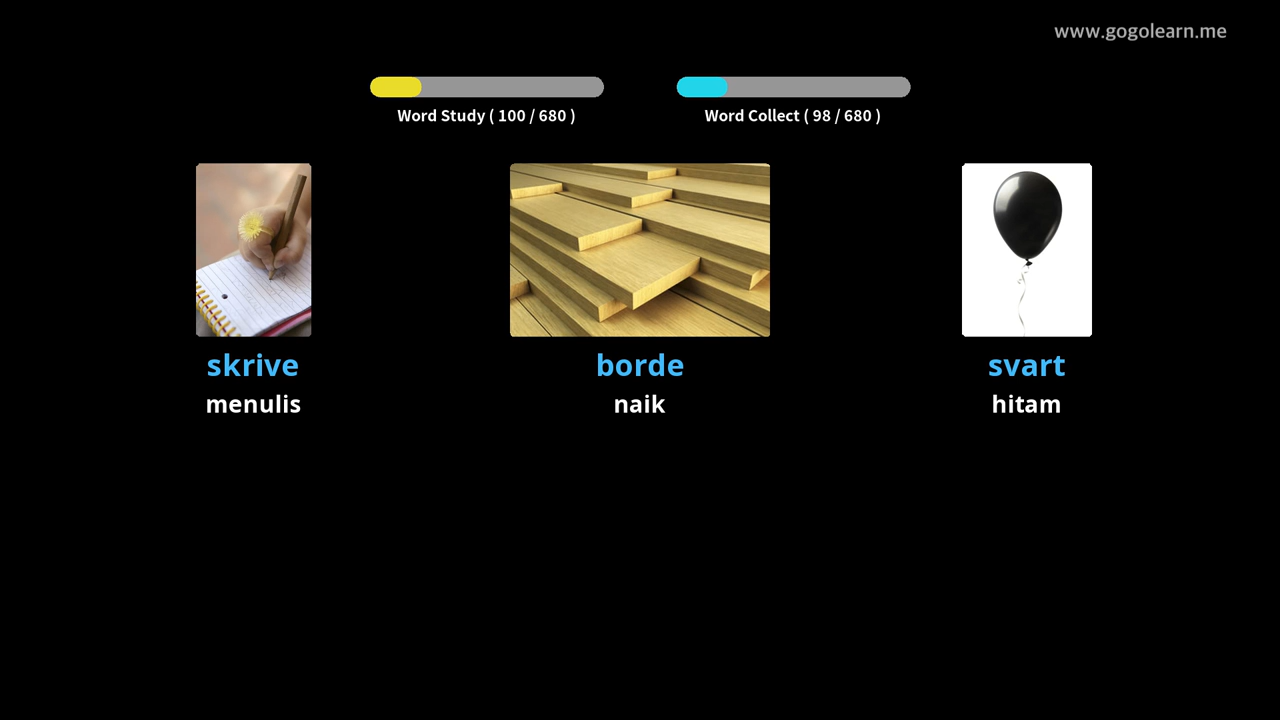 www.gogolearn.me
Word Study ( 100 / 680 )
Word Collect ( 98 / 680 )
skrive
menulis
borde
naik
svart
hitam